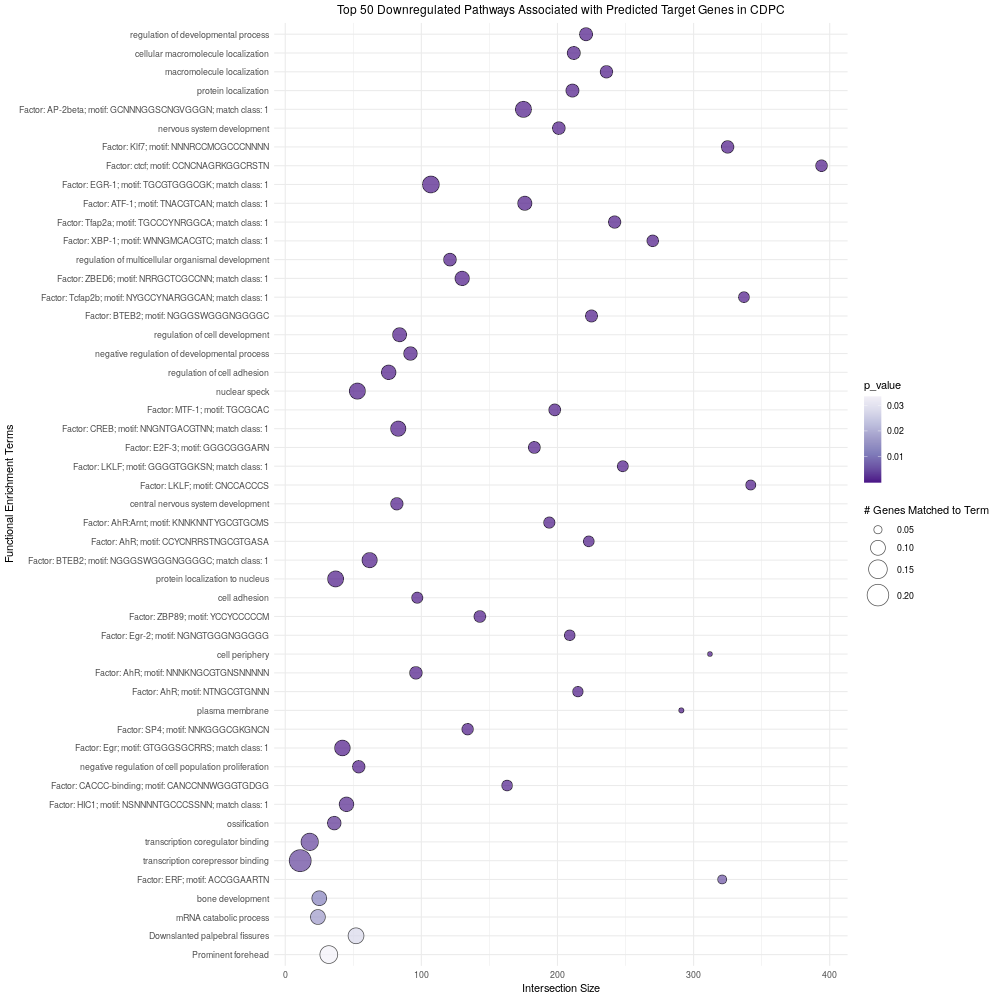 Top 50 Downregulated Pathways Associated with Predicted Target Genes in CDPC
Functional Enrichment Terms
regulation of developmental process
cellular macromolecule localization
macromolecule localization
protein localization
Factor: AP-2beta; motif: GCNNNGGSCNGVGGGN; match class: 1
nervous system development
Factor: Klf7; motif: NNNRCCMCGCCCNNNN
Factor: ctcf; motif: CCNCNAGRKGGCRSTN
Factor: EGR-1; motif: TGCGTGGGCGK; match class: 1
Factor: ATF-1; motif: TNACGTCAN; match class: 1
Factor: Tfap2a; motif: TGCCCYNRGGCA; match class: 1
Factor: XBP-1; motif: WNNGMCACGTC; match class: 1
regulation of multicellular organismal development
Factor: ZBED6; motif: NRRGCTCGCCNN; match class: 1
Factor: Tcfap2b; motif: NYGCCYNARGGCAN; match class: 1
Factor: BTEB2; motif: NGGGSWGGGNGGGGC
regulation of cell development
negative regulation of developmental process
regulation of cell adhesion
nuclear speck
Factor: MTF-1; motif: TGCGCAC
Factor: CREB; motif: NNGNTGACGTNN; match class: 1
Factor: E2F-3; motif: GGGCGGGARN
Factor: LKLF; motif: GGGGTGGKSN; match class: 1
Factor: LKLF; motif: CNCCACCCS
central nervous system development
Factor: AhR:Arnt; motif: KNNKNNTYGCGTGCMS
Factor: AhR; motif: CCYCNRRSTNGCGTGASA
Factor: BTEB2; motif: NGGGSWGGGNGGGGC; match class: 1
protein localization to nucleus
cell adhesion
Factor: ZBP89; motif: YCCYCCCCCM
Factor: Egr-2; motif: NGNGTGGGNGGGGG
cell periphery
Factor: AhR; motif: NNNKNGCGTGNSNNNNN
Factor: AhR; motif: NTNGCGTGNNN
plasma membrane
Factor: SP4; motif: NNKGGGCGKGNCN
Factor: Egr; motif: GTGGGSGCRRS; match class: 1
negative regulation of cell population proliferation
Factor: CACCC-binding; motif: CANCCNNWGGGTGDGG
Factor: HIC1; motif: NSNNNNTGCCCSSNN; match class: 1
ossification
transcription coregulator binding
transcription corepressor binding
Factor: ERF; motif: ACCGGAARTN
bone development
mRNA catabolic process
Downslanted palpebral fissures
Prominent forehead
0 100 200 300 400
Intersection Size
p_value
0.03
0.02
0.01
# Genes Matched to Term
0.05
0.10
0.15
0.20